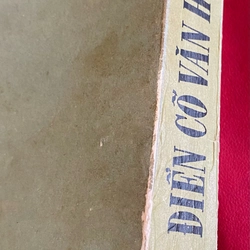 ĐIỂN CỐ VĂN H